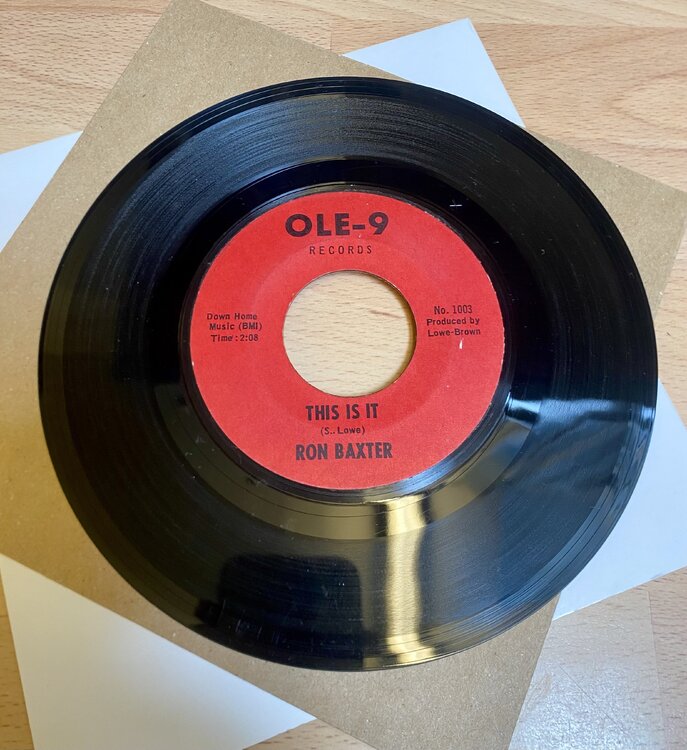 OLE-9
RECORDS
Down Home
Music (BMI)
Time: 2:08
No. 1003
Produced by
Lowe-Brown
THIS IS IT
(S.. Lowe)
RON BAXTER